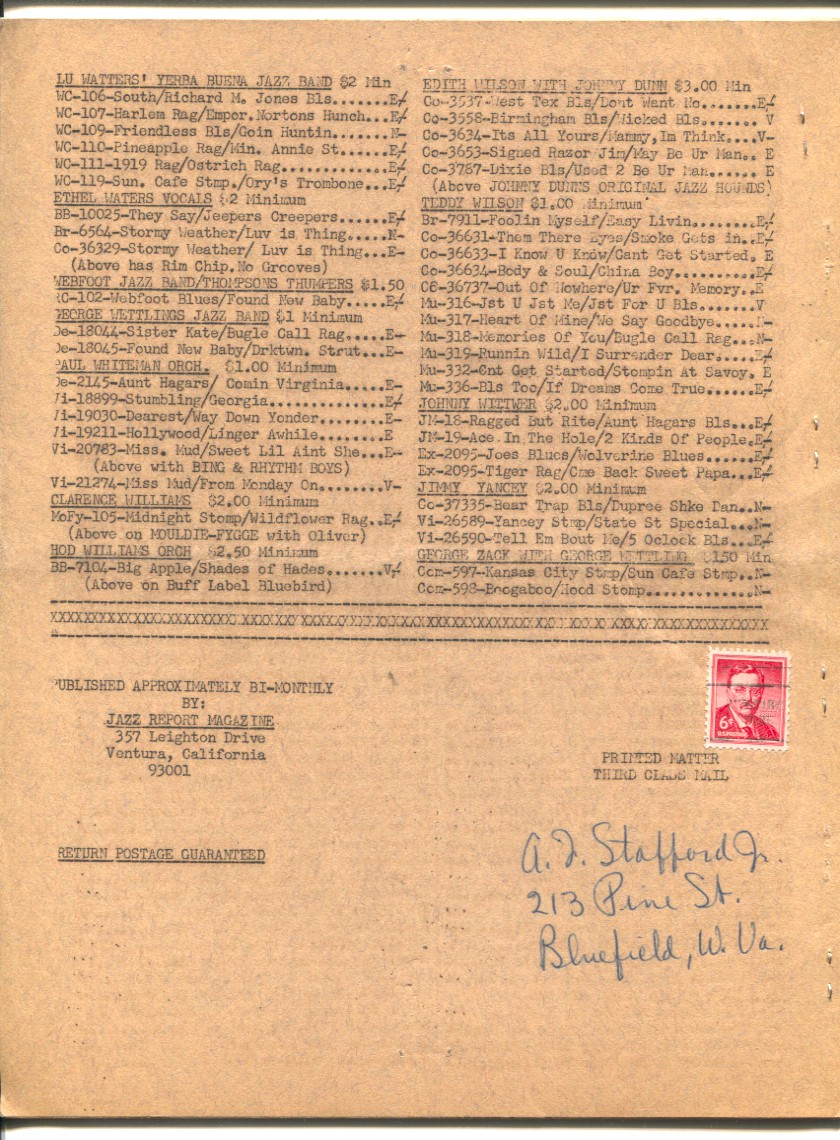 LU WATTERS' YERBA BUENA JAZZ BAND $2 Min
WC-106-South/Richard M. Jones Bls.......E/
WC-107-Harlem Rag/Empor.Nortons Hunch...E/
WC-109-Friendless Bls/Goin Huntin.......N-
WC-110-Pineapple Rag/Min. Annie St......E/
WC-111-1919 Rag/Ostrich Rag.............E/
WC-119-Sun. Cafe Stmp./Ory's Trombone...E/
ETHEL WATERS VOCALS $2 Minimum
BB-10025-They Say/Jeepers Creepers......E/
Br-6564-Stormy Weather/Luv is Thing.....N-
Co-36329-Stormy Weather/ Luv is Thing...E-
(Above has Rim Chip.No Grooves)
WEBFOOT JAZZ BAND/THOMPSONS THUMPERS $1.50
RC-102-Webfoot Blues/Found New Baby.....E/
GEORGE WETTLINGS JAZZ BAND $1 Minimum
De-18044-Sister Kate/Bugle Call Rag.....E-
De-18045-Found New Baby/Drktwn. Strut...E-
PAUL WHITEMAN ORCH. $1.00 Minimum
De-2145-Aunt Hagars/ Comin Virginia.....E-
Vi-18899-Stumbling/Georgia..............E/
Vi-19030-Dearest/Way Down Yonder........E-
Vi-19211-Hollywood/Linger Awhile........E
Vi-20783-Miss. Mud/Sweet Lil Aint She...E-
(Above with BING & RHYTHM BOYS)
Vi-21274-Miss Mud/From Monday On........V-
CLARENCE WILLIAMS $2.00 Minimum
MoFy-105-Midnight Stomp/Wildflower Rag..E/
(Above on MOULDIE-FYGGE with Oliver)
HOD WILLIAMS ORCH $2.50 Minimum
BB-7104-Big Apple/Shades of Hades.......V/
(Above on Buff Label Bluebird)
EDITH WILSON WITH JOHNNY DUNN $3.00 Min
Co-3537-West Tex Bls/Dont Want No.......E/
Co-3558-Birmingham Bls/Wicked Bls....... V
Co-3634-Its All Yours/Mammy,Im Think....V-
Co-3653-Signed Razor Jim/May Be Ur Man.. E
Co-3787-Dixie Bls/Used 2 Be Ur Man...... E
(Above JOHNNY DUNN'S ORIGINAL JAZZ HOUNDS)
TEDDY WILSON $1.00 Minimum
Br-7911-Foolin Myself/Easy Livin........E/
Co-36631-Them There Eyes/Smoke Gets in..E/
Co-36633-I Know U Know/Cant Get Started. E
Co-36634-Body & Soul/China Boy..........E/
C6-36737-Out Of Nowhere/Ur Fvr. Memory..E
Mu-316-Jst U Jst Me/Jst For U Bls.......V
Mu-317-Heart Of Mine/We Say Goodbye.....
Mu-318-Memories Of You/Bugle Call Rag...N-
Mu-319-Runnin Wild/I Surrender Dear.....E/
Mu-332-Cnt Get Started/Stompin At Savoy. E
Mu-336-Bls Too/If Dreams Come True......E/
JOHNNY WITTWER $2.00 Minimum
JM-18-Ragged But Rite/Aunt Hagars Bls...E/
JM-19-Ace In The Hole/2 Kinds Of People.E/
Ex-2095-Joes Blues/Wolverine Blues......E/
Ex-2095-Tiger Rag/Cme Back Sweet Papa...E/
JIMMY YANCEY $2.00 Minimum
Co-37335-Bear Trap Bls/Dupree Shke Dan..N-
Vi-26589-Yancey Stmp/State St Special...N-
Vi-26590-Tell Em Bout Me/5 Oclock Bls...E/
GEORGE ZACK WITH GEORGE WETTLING $150 Min
Com-597-Kansas City Stmp/Sun Cafe Stmp..N-
Com-598-Boogaboo/Hood Stomp.............N-
PUBLISHED APPROXIMATELY BI-MONTHLY
BY:
JAZZ REPORT MAGAZINE
357 Leighton Drive
Ventura, California
93001
6¢
U.S. POSTAGE
PRINTED MATTER
THIRD CLASS MAIL
RETURN POSTAGE GUARANTEED
A. J. Stafford Jr.
213 Pine St.
Bluefield, W. Va.